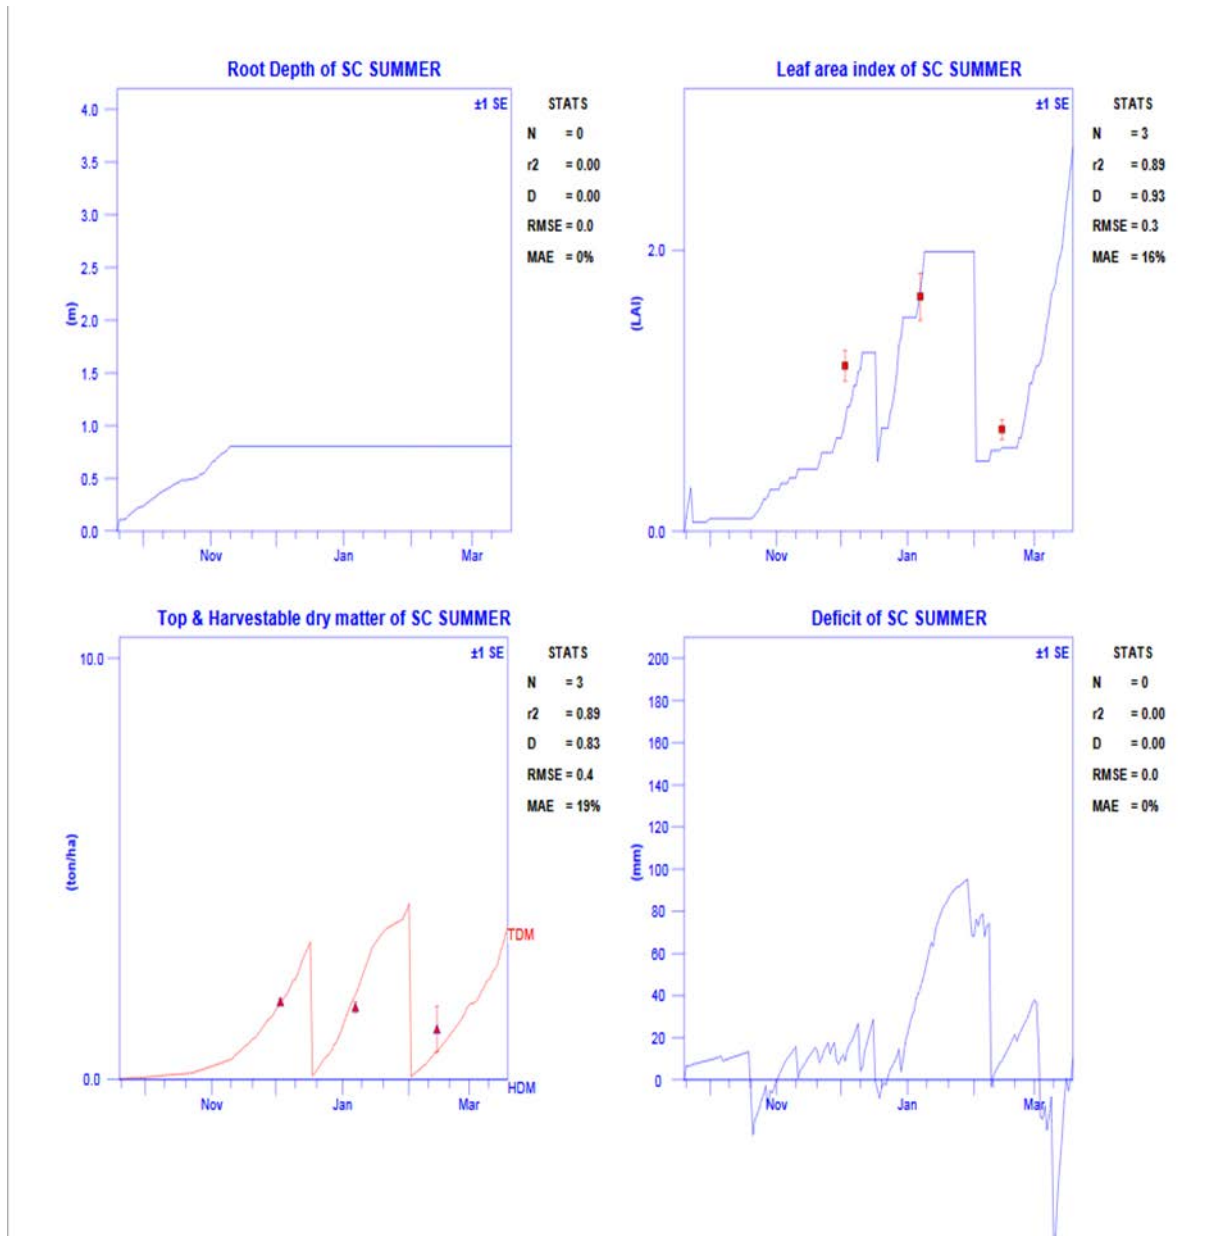 Root Depth of SC SUMMER
±1 SE
STATS
N = 0
r2 = 0.00
D = 0.00
RMSE = 0.0
MAE = 0%
4.0
3.5
3.0
2.5
2.0
1.5
1.0
0.5
0.0
(m)
Nov Jan Mar
Leaf area index of SC SUMMER
±1 SE
STATS
N = 3
r2 = 0.89
D = 0.93
RMSE = 0.3
MAE = 16%
2.0
0.0
(LAI)
Nov Jan Mar
Top & Harvestable dry matter of SC SUMMER
±1 SE
STATS
N = 3
r2 = 0.89
D = 0.83
RMSE = 0.4
MAE = 19%
10.0
0.0
(ton/ha)
TDM
HDM
Nov Jan Mar
Deficit of SC SUMMER
±1 SE
STATS
N = 0
r2 = 0.00
D = 0.00
RMSE = 0.0
MAE = 0%
200
180
160
140
120
100
80
60
40
20
0
(mm)
Nov Jan Mar